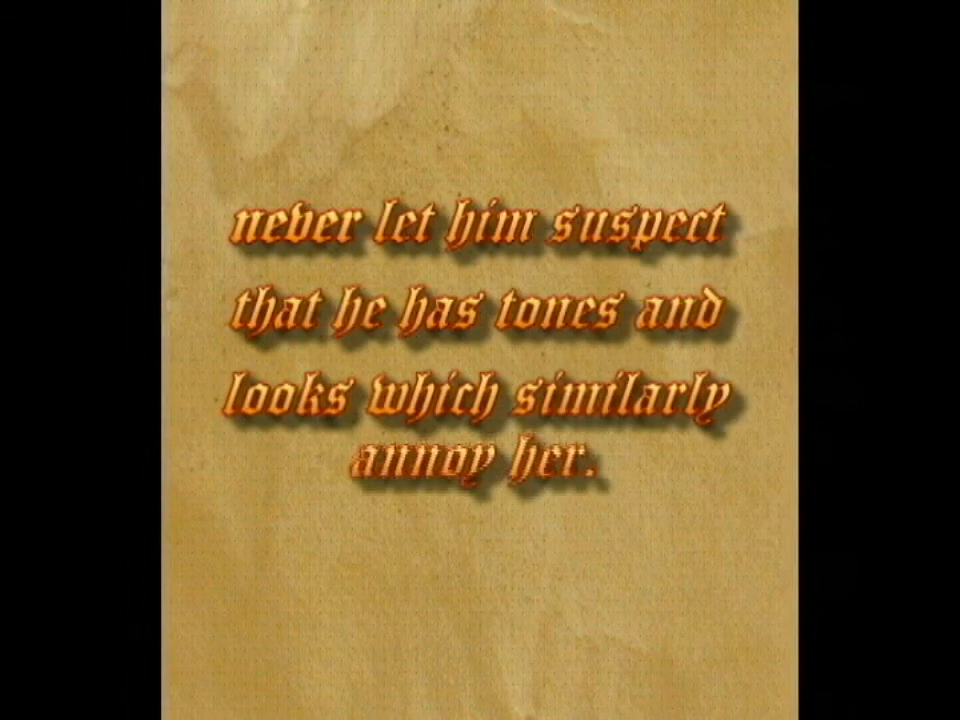 never let him suspect
that he has tones and
looks which similarly
annoy her.